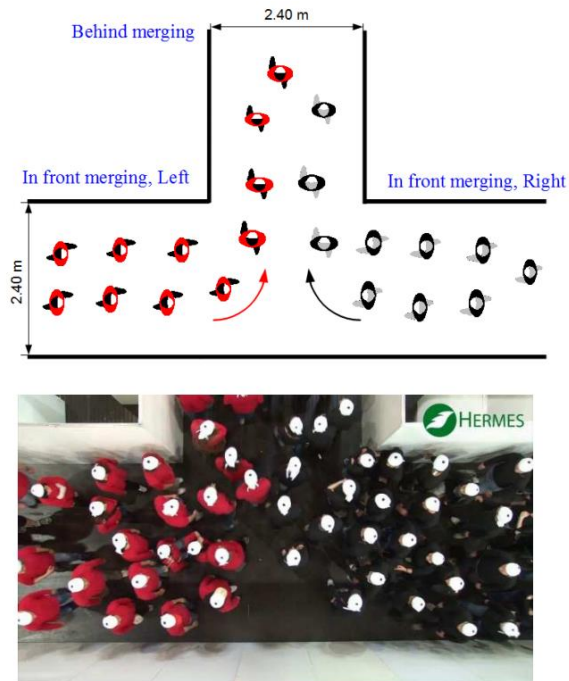 2.40 m
Behind merging
In front merging, Left
In front merging, Right
2.40 m
HERMES